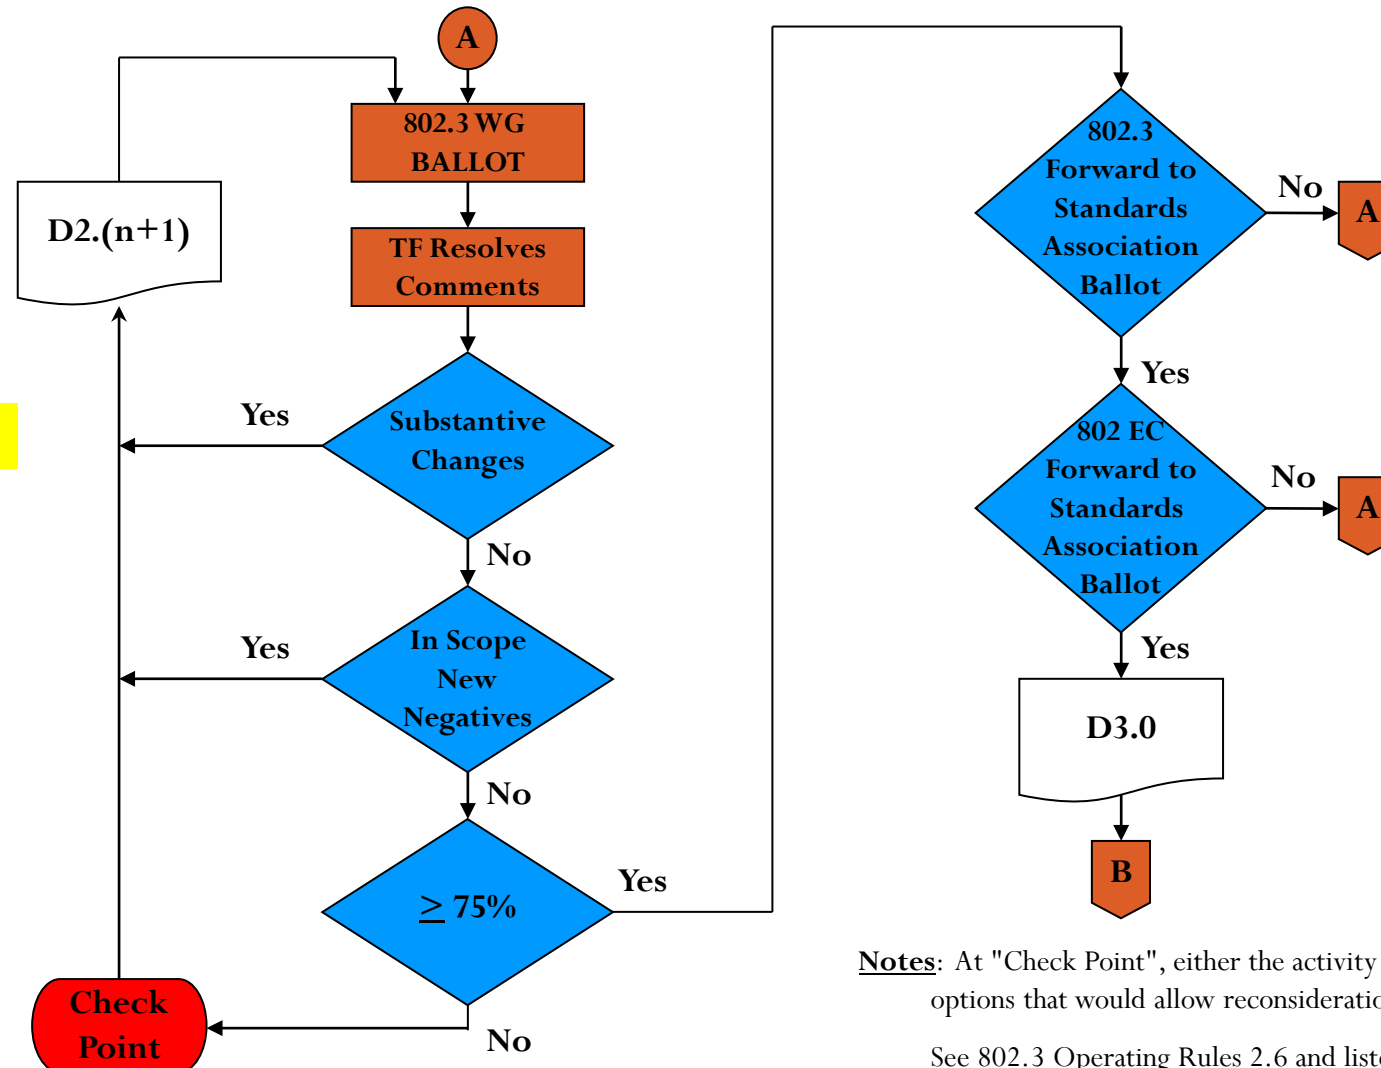 A
802.3 WG
BALLOT
D2.(n+1)
TF Resolves
Comments
Yes
Substantive
Changes
No
Yes
In Scope
New
Negatives
No
≥ 75%
Yes
Check
Point
No
802.3
Forward to
Standards
Association
Ballot
No
A
Yes
802 EC
Forward to
Standards
Association
Ballot
No
A
Yes
D3.0
B
Notes: At "Check Point", either the activity
options that would allow
See 802.3 Operating Rules 2.6 and